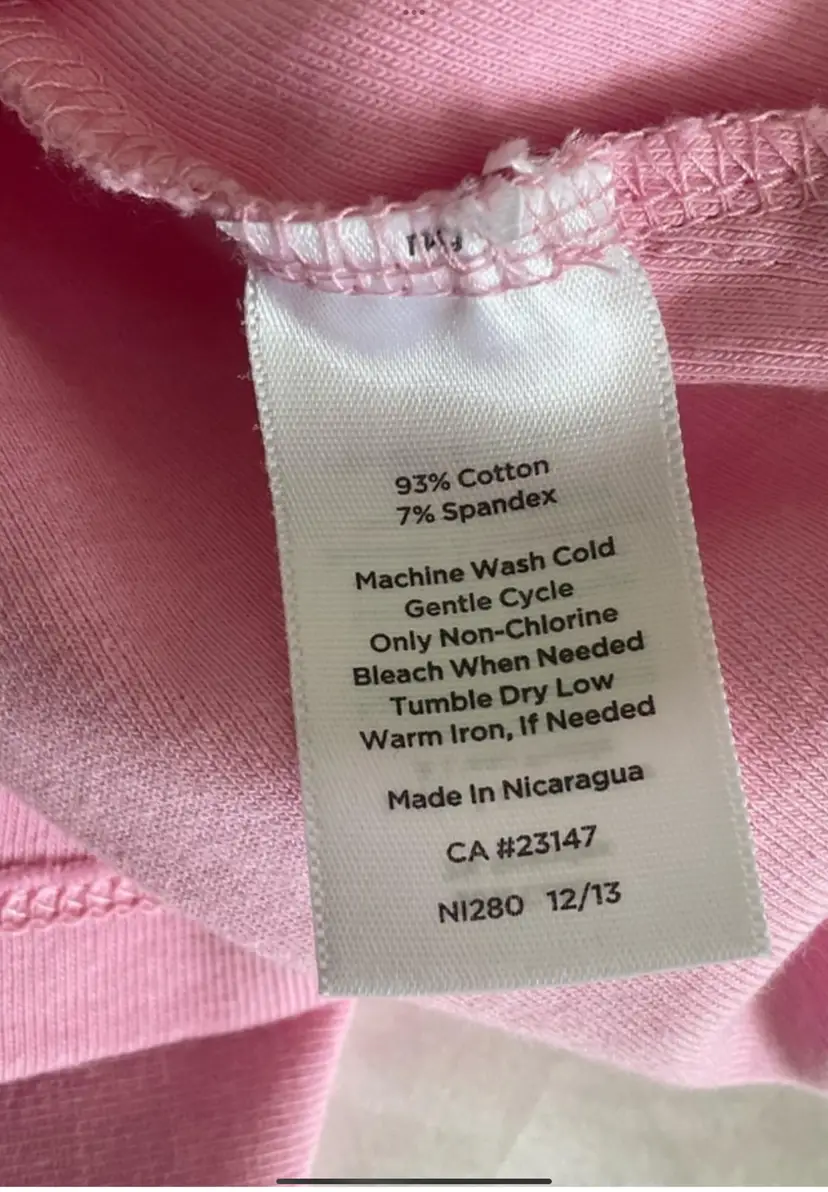 93% Cotton
7% Spandex
Machine Wash Cold
Gentle Cycle
Only Non-Chlorine
Bleach When Needed
Tumble Dry Low
Warm Iron, If Needed
Made In Nicaragua
CA #23147
NI280 12/13